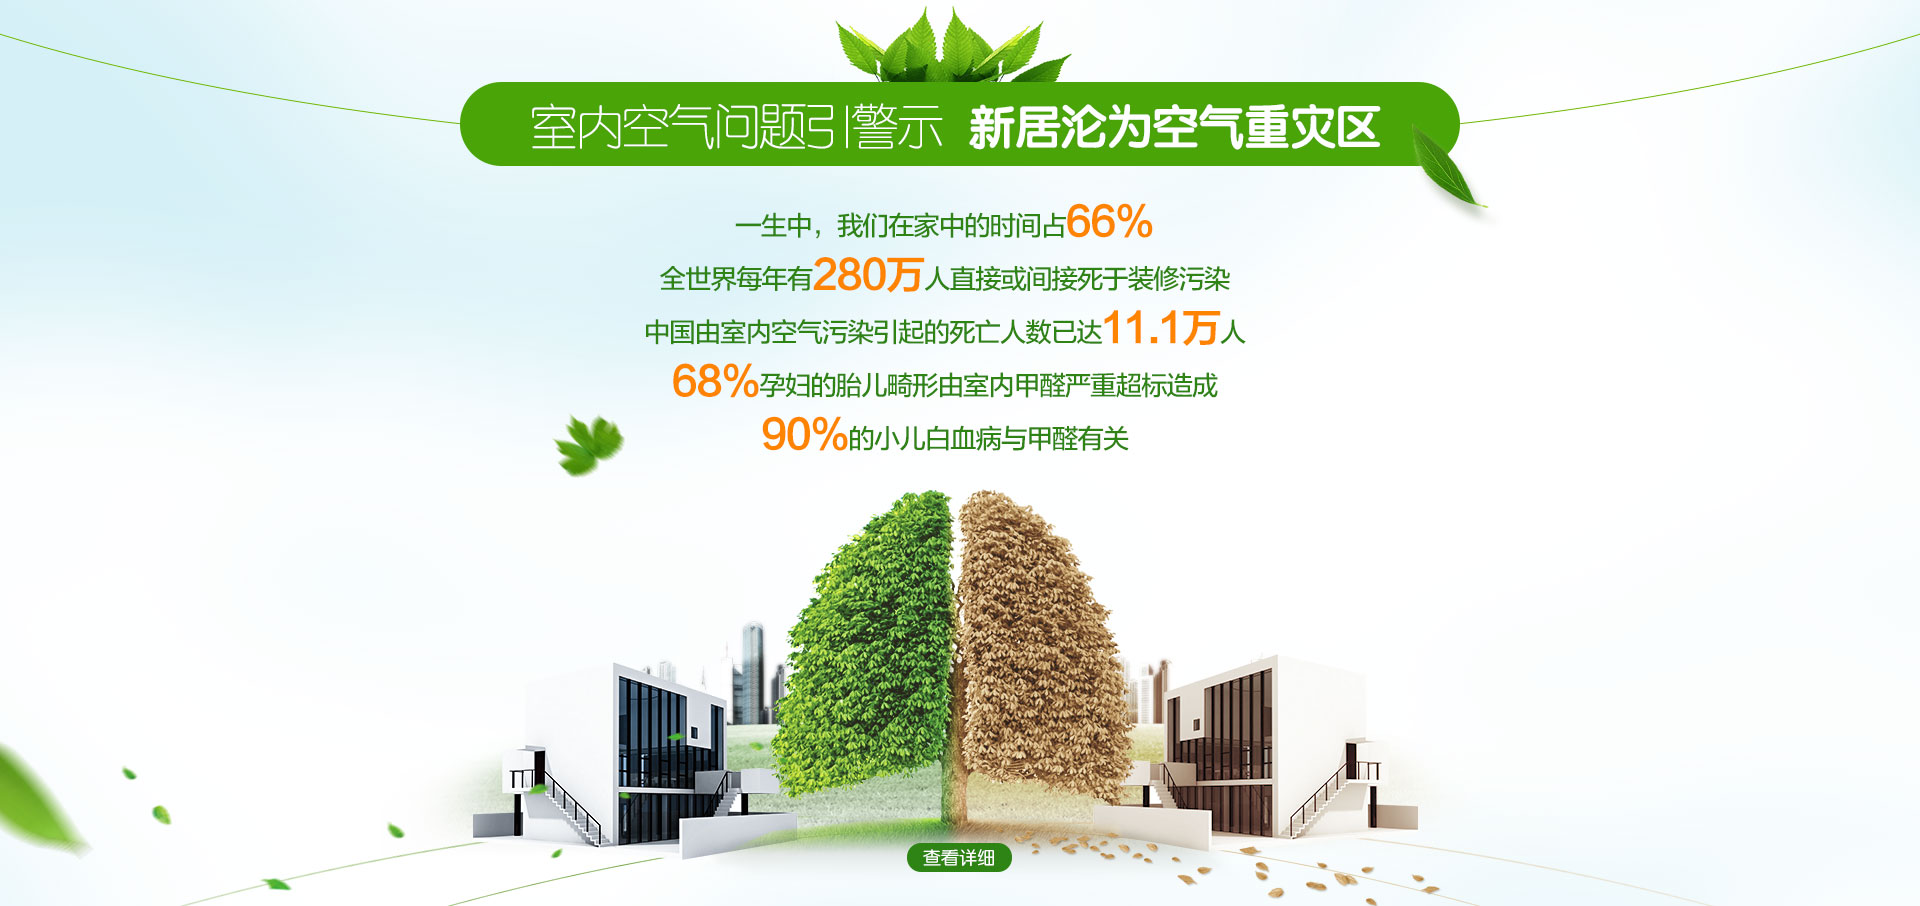 室内空气问题引警示 新居沦为空气重灾区
一生中，我们在家中的时间占66%
全世界每年有280万人直接或间接死于装修污染
中国由室内空气污染引起的死亡人数已达11.1万人
68%孕妇的胎儿畸形由室内甲醛严重超标造成
90%的小儿白血病与甲醛有关
查看详细